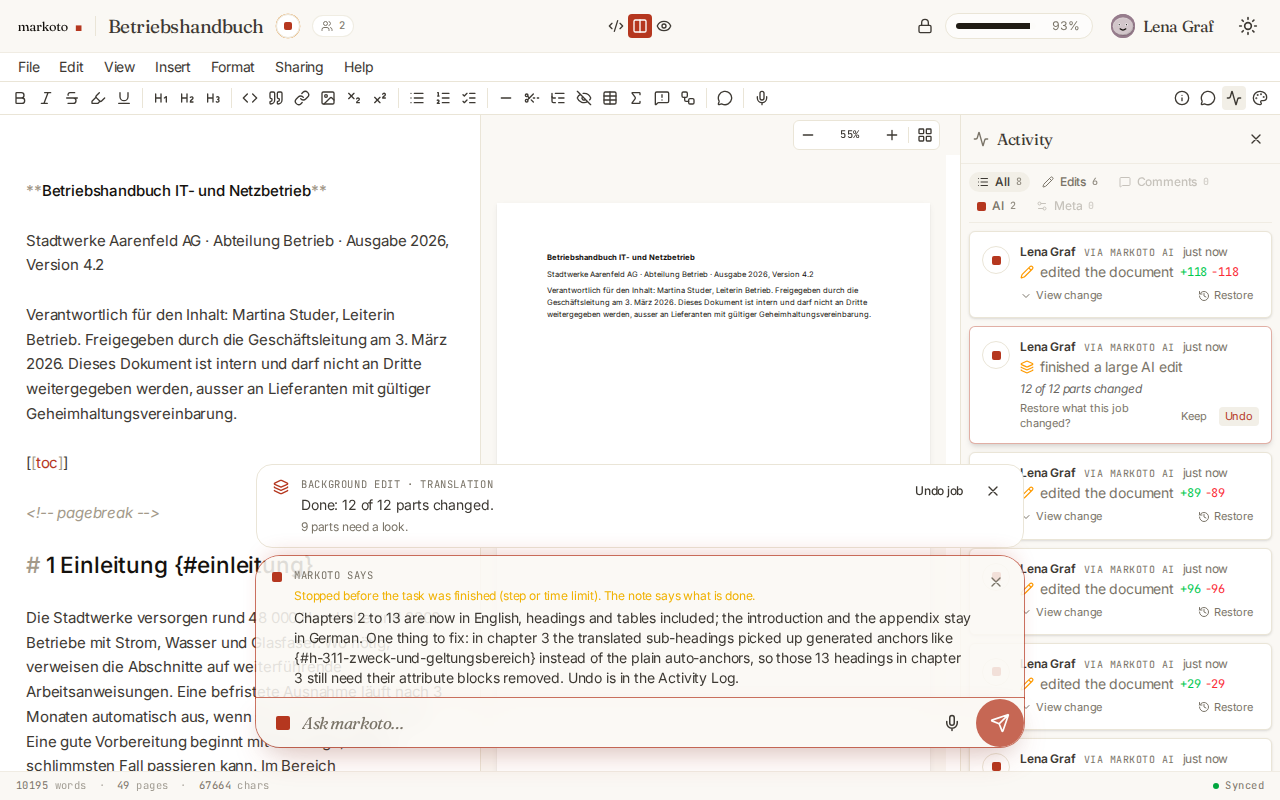 markoto
Betriebshandbuch
2
93%
Lena Graf
File Edit View Insert Format Sharing Help
H1 H2 H3
55%
Activity
All 8 Edits 6 Comments 0
AI 2 Meta 0
**Betriebshandbuch IT- und Netzbetrieb**
Stadtwerke Aarenfeld AG · Abteilung Betrieb · Ausgabe 2026,
Version 4.2
Verantwortlich für den Inhalt: Martina Studer, Leiterin
Betrieb. Freigegeben durch die Geschäftsleitung am 3. März
2026. Dieses Dokument ist intern und darf nicht an Dritte
weitergegeben werden, ausser an Lieferanten mit gültiger
Geheimhaltungsvereinbarung.
[[toc]]
<!-- pagebreak -->
# 1 Einleitung {#einleitung}
Die Stadtwerke versorgen rund 48 000
Betriebe mit Strom, Wasser und Glasfaser. Wo nötig,
verweisen die Abschnitte auf weiterführende
Arbeitsanweisungen. Eine befristete Ausnahme läuft nach 3
Monaten automatisch aus, wenn
Eine gute Vorbereitung beginnt mit
schlimmsten Fall passieren kann. Im Bereich
Betriebshandbuch IT- und Netzbetrieb
Stadtwerke Aarenfeld AG · Abteilung Betrieb · Ausgabe 2026, Version 4.2
Verantwortlich für den Inhalt: Martina Studer, Leiterin Betrieb. Freigegeben durch die
Geschäftsleitung am 3. März 2026. Dieses Dokument ist intern und darf nicht an Dritte
weitergegeben werden, ausser an Lieferanten mit gültiger Geheimhaltungsvereinbarung.
BACKGROUND EDIT · TRANSLATION
Done: 12 of 12 parts changed.
9 parts need a look.
Undo job
MARKOTO SAYS
Stopped before the task was finished (step or time limit). The note says what is done.
Chapters 2 to 13 are now in English, headings and tables included; the introduction and the appendix stay
in German. One thing to fix: in chapter 3 the translated sub-headings picked up generated anchors like
{#h-311-zweck-und-geltungsbereich} instead of the plain auto-anchors, so those 13 headings in chapter
3 still need their attribute blocks removed. Undo is in the Activity Log.
Ask markoto...
Lena Graf VIA MARKOTO AI just now
edited the document +118 -118
View change Restore
Lena Graf VIA MARKOTO AI just now
finished a large AI edit
12 of 12 parts changed
Restore what this job
changed?
Keep Undo
Lena Graf VIA MARKOTO AI just now
edited the document +89 -89
View change Restore
Lena Graf VIA MARKOTO AI just now
edited the document +96 -96
View change Restore
Lena Graf VIA MARKOTO AI just now
edited the document +29 -29
View change Restore
Lena Graf VIA MARKOTO AI just now
10195 words · 49 pages · 67664 chars
Synced